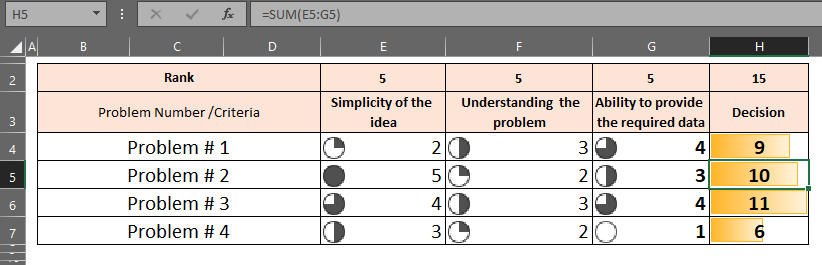 H5 fx =SUM(E5:G5)
A B C D E F G H
2 Rank 5 5 5 15
3 Problem Number /Criteria Simplicity of the idea Understanding the problem Ability to provide the required data Decision
4 Problem # 1 2 3 4 9
5 Problem # 2 5 2 3 10
6 Problem # 3 4 3 4 11
7 Problem # 4 3 2 1 6